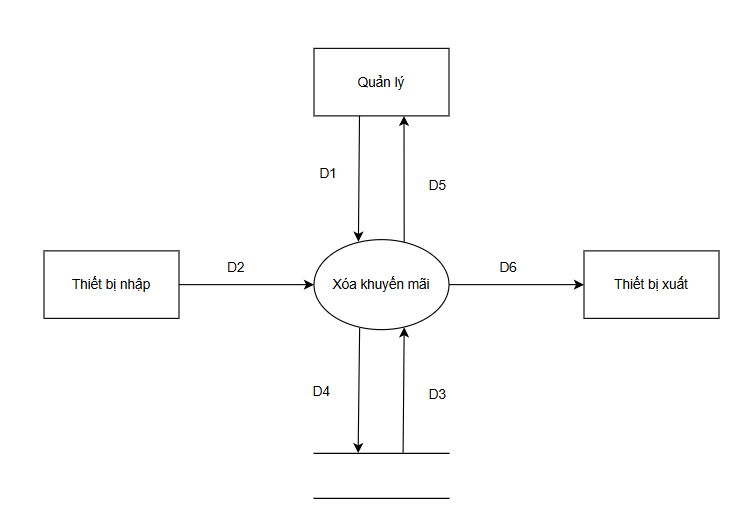 Quản lý
D1
D5
Thiết bị nhập
D2
Xóa khuyến mãi
D6
Thiết bị xuất
D4
D3